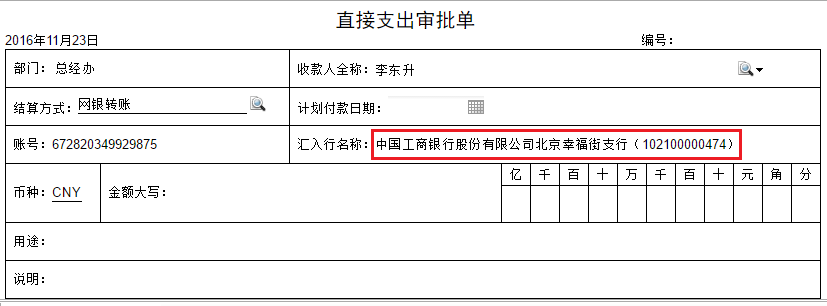 直接支出审批单
2016年11月23日 编号：
部门： 总经办 收款人全称： 李东升
结算方式： 网银转账 计划付款日期：
账号： 672820349929875 汇入行名称： 中国工商银行股份有限公司北京幸福街支行（102100000474）
币种： CNY 金额大写： 亿 千 百 十 万 千 百 十 元 角 分
用途：
说明：